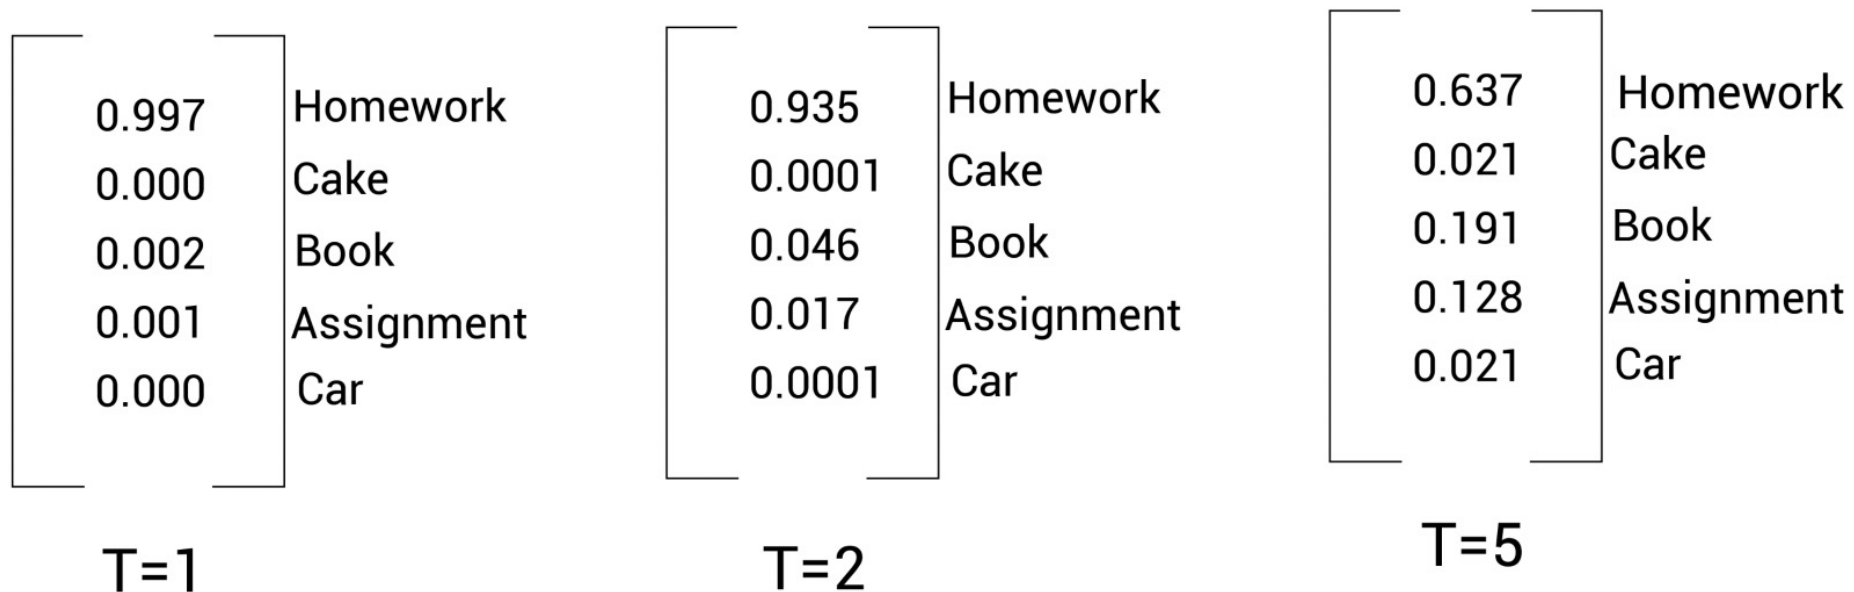 0.997 Homework
0.000 Cake
0.002 Book
0.001 Assignment
0.000 Car
T=1
0.935 Homework
0.0001 Cake
0.046 Book
0.017 Assignment
0.0001 Car
T=2
0.637 Homework
0.021 Cake
0.191 Book
0.128 Assignment
0.021 Car
T=5